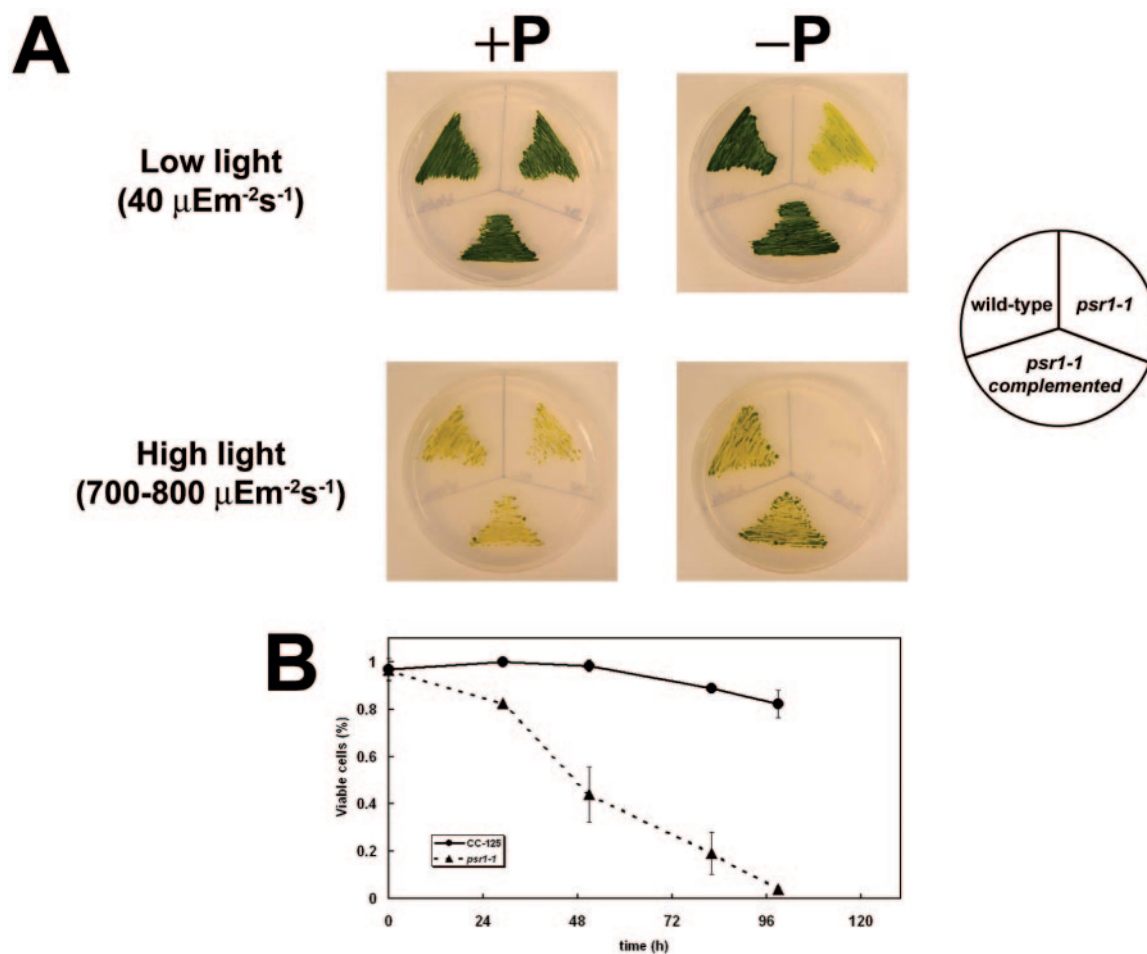 A
+P
–P
Low light
(40 μEm⁻²s⁻¹)
wild-type
psr1-1
psr1-1
complemented
High light
(700-800 μEm⁻²s⁻¹)
B
Viable cells (%)
1
0.8
0.6
0.4
0.2
0
CC-125
psr1-1
0
24
48
72
96
120
time (h)